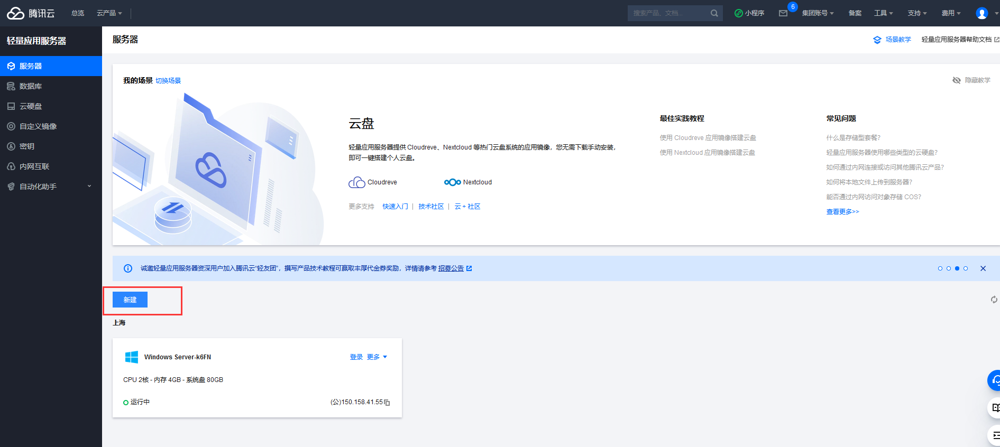 腾讯云 总览 云产品 搜索产品、文档... 小程序 6 集团账号 备案 工具 支持 费用
轻量应用服务器
服务器
数据库
云硬盘
自定义镜像
密钥
内网互联
自动化助手
服务器 场景教学 轻量应用服务器帮助文档
我的场景 切换场景 隐藏教学
云盘
轻量应用服务器提供 Cloudreve、Nextcloud 等热门云盘系统的应用镜像，您无需下载手动安装，
即可一键搭建个人云盘。
Cloudreve Nextcloud
更多支持 快速入门 | 技术社区 | 云 + 社区
最佳实践教程
使用 Cloudreve 应用镜像搭建云盘
使用 Nextcloud 应用镜像搭建云盘
常见问题
什么是存储型套餐?
轻量应用服务器使用哪些类型的云硬盘?
如何通过内网连接或访问其他腾讯云产品?
如何将本地文件上传到服务器?
能否通过内网访问对象存储 COS?
查看更多>>
诚邀轻量应用服务器资深用户加入腾讯云“轻友团”，撰写产品技术教程可赢取丰厚代金券奖励，详情请参考 招募公告
新建
上海
Windows Server-k6FN 登录 更多
CPU 2核 - 内存 4GB - 系统盘 80GB
运行中 (公)150.158.41.55